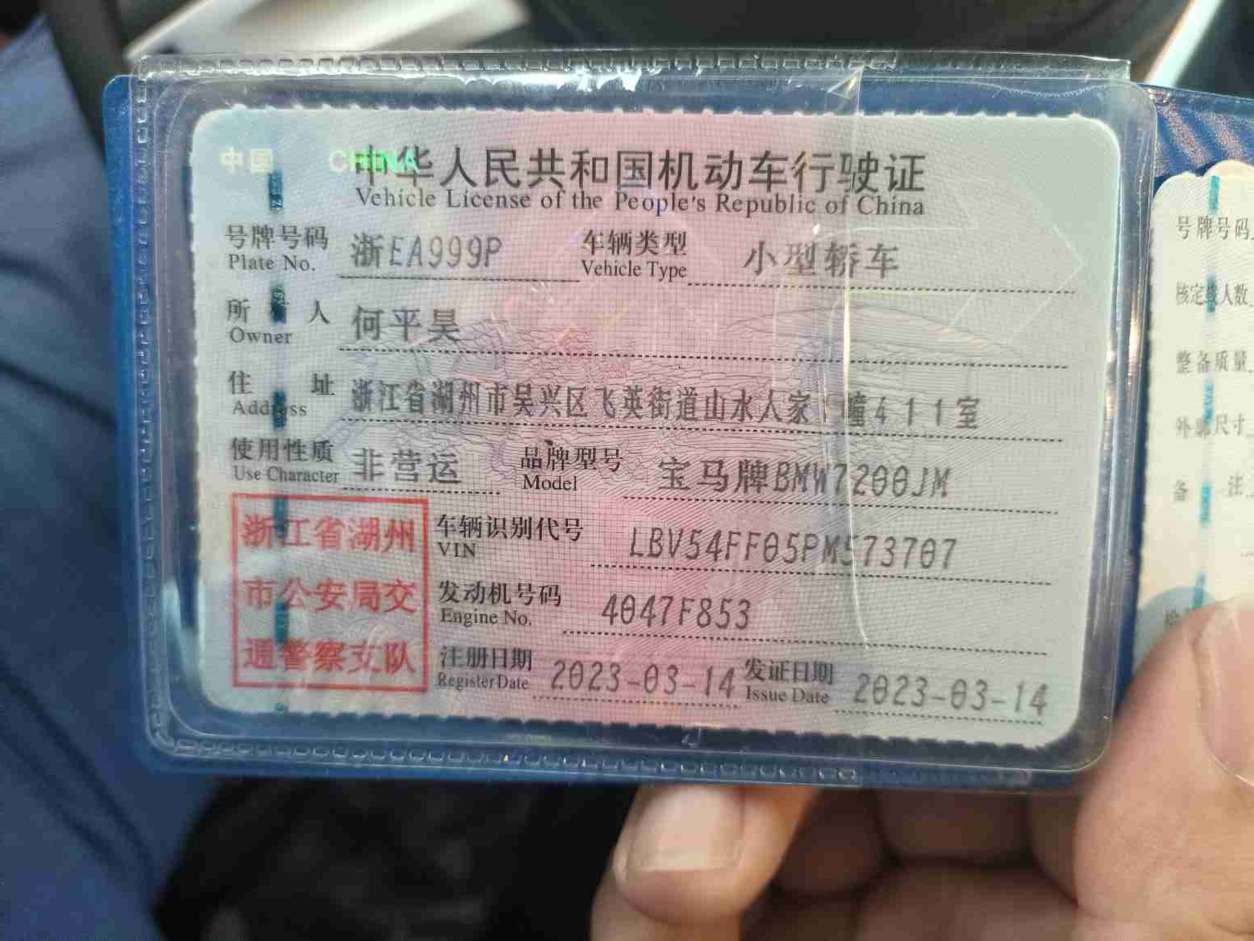 中国 CHINA
中华人民共和国机动车行驶证
Vehicle License of the People's Republic of China
号牌号码 浙EA999P 车辆类型 小型轿车
Plate No. Vehicle Type
所有人 何平昊
Owner
住址 浙江省湖州市吴兴区飞英街道山水人家 幢411室
Address
使用性质 非营运 品牌型号 宝马牌BMW7200JM
Use Character Model
浙江省湖州
市公安局交
通警察支队
车辆识别代号 LBV54FF05PM573707
VIN
发动机号码 4047F853
Engine No.
注册日期 2023-03-14 发证日期 2023-03-14
Register Date Issue Date
号牌号码
核定载人数
整备质量
外廓尺寸
备注